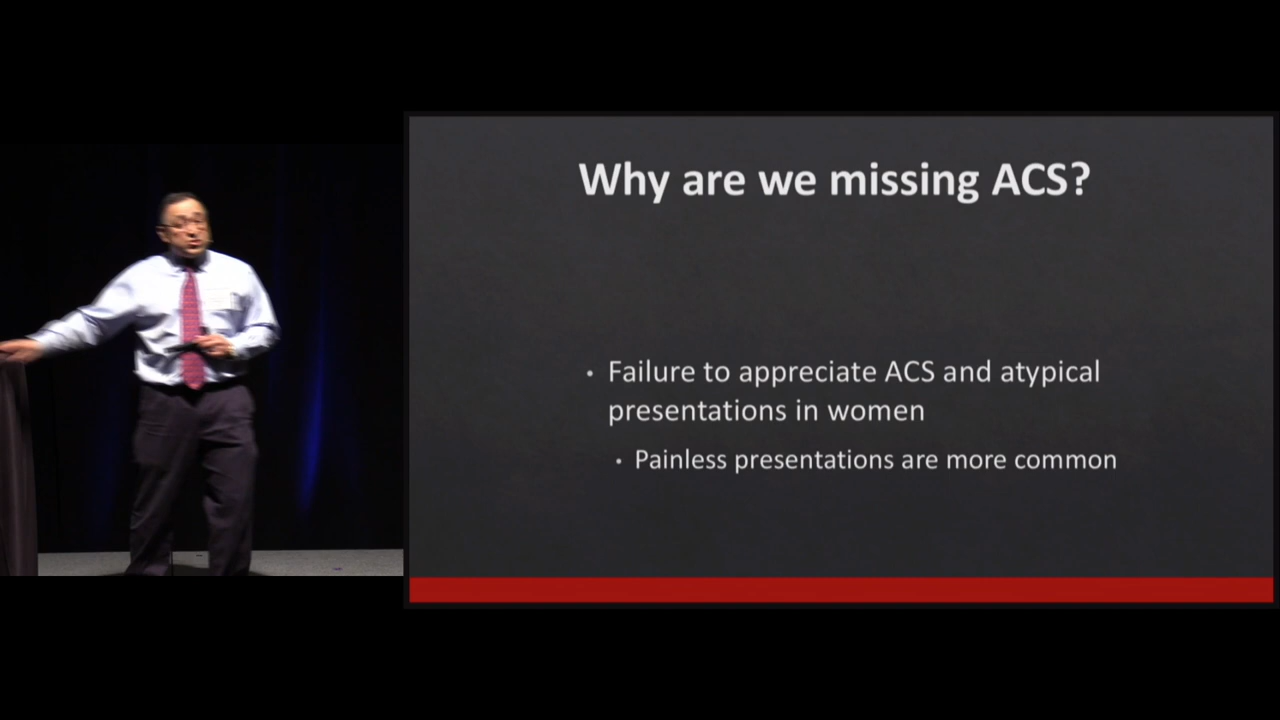 Why are we missing ACS?
• Failure to appreciate ACS and atypical
presentations in women
• Painless presentations are more common